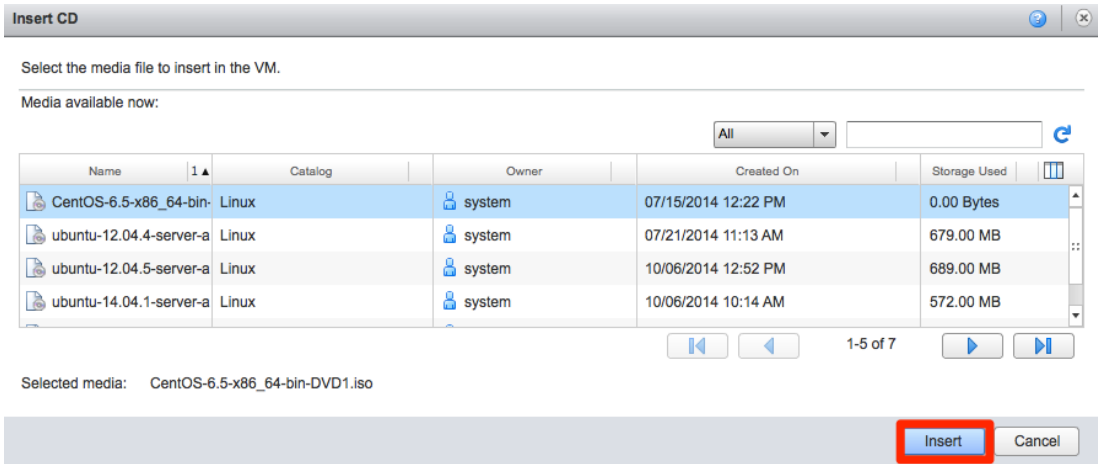 Insert CD
Select the media file to insert in the VM.
Media available now:
All
Name 1 Catalog Owner Created On Storage Used
CentOS-6.5-x86_64-bin- Linux system 07/15/2014 12:22 PM 0.00 Bytes
ubuntu-12.04.4-server-a Linux system 07/21/2014 11:13 AM 679.00 MB
ubuntu-12.04.5-server-a Linux system 10/06/2014 12:52 PM 689.00 MB
ubuntu-14.04.1-server-a Linux system 10/06/2014 10:14 AM 572.00 MB
1-5 of 7
Selected media: CentOS-6.5-x86_64-bin-DVD1.iso
Insert Cancel